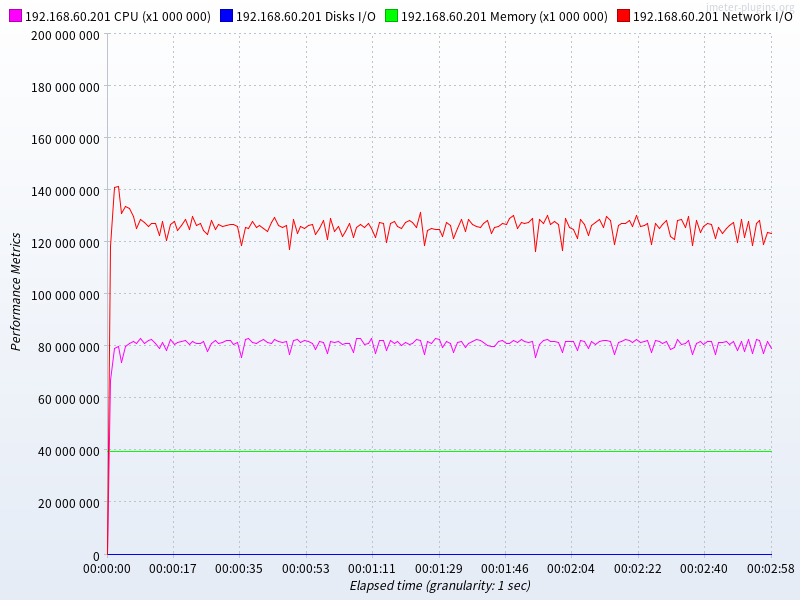 jmeter-plugins.org
192.168.60.201 CPU (x1 000 000) 192.168.60.201 Disks I/O 192.168.60.201 Memory (x1 000 000) 192.168.60.201 Network I/O
200 000 000
180 000 000
160 000 000
140 000 000
120 000 000
100 000 000
80 000 000
60 000 000
40 000 000
20 000 000
0
Performance Metrics
00:00:00 00:00:17 00:00:35 00:00:53 00:01:11 00:01:29 00:01:46 00:02:04 00:02:22 00:02:40 00:02:58
Elapsed time (granularity: 1 sec)